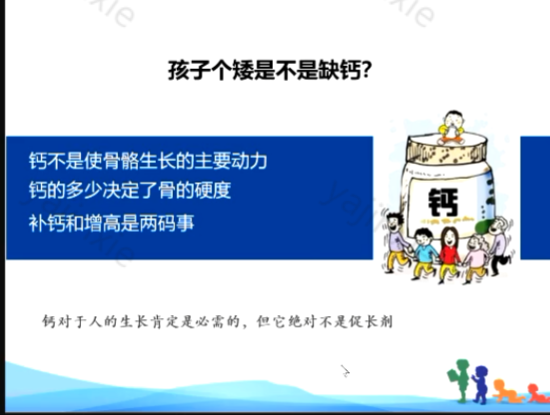 孩子个矮是不是缺钙?
钙不是使骨骼生长的主要动力
钙的多少决定了骨的硬度
补钙和增高是两码事
钙
钙对于人的生长肯定是必需的，但它绝对不是促长剂